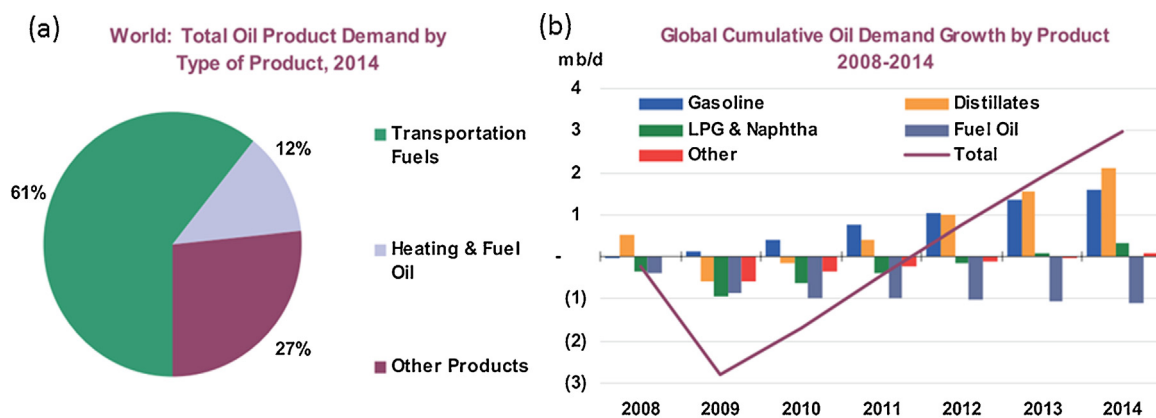 (a)
World: Total Oil Product Demand by
Type of Product, 2014
61%
12%
27%
Transportation
Fuels
Heating & Fuel
Oil
Other Products
(b)
Global Cumulative Oil Demand Growth by Product
2008-2014
mb/d
4
3
2
1
-
(1)
(2)
(3)
Gasoline
Distillates
LPG & Naphtha
Fuel Oil
Other
Total
2008 2009 2010 2011 2012 2013 2014